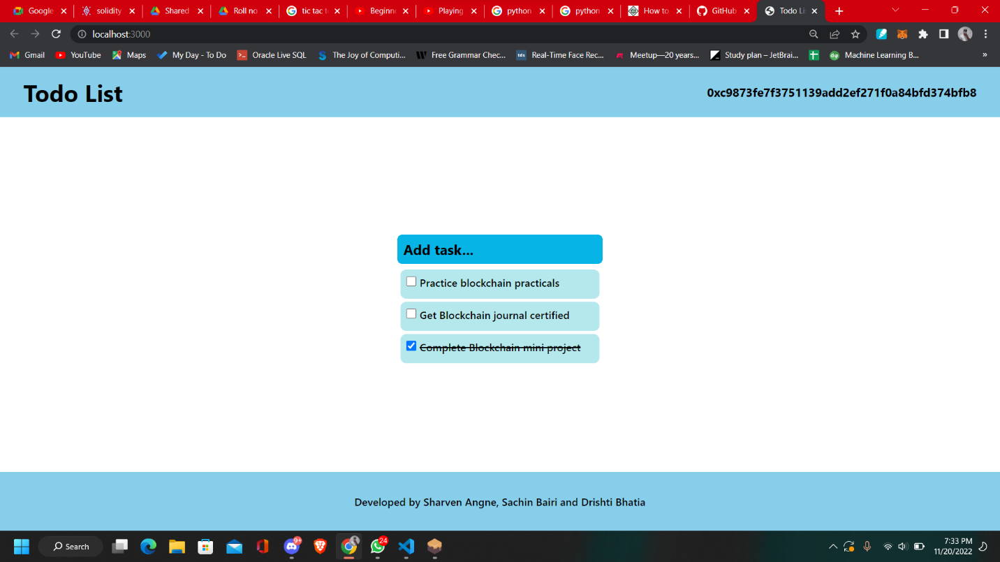 Google
solidity
Shared
Roll no
tic tac t
Beginn
Playing
python
python
How to
GitHub
Todo Li
localhost:3000
Gmail
YouTube
Maps
My Day - To Do
Oracle Live SQL
The Joy of Computi...
Free Grammar Chec...
tds
Real-Time Face Rec...
Meetup—20 years...
Study plan – JetBrai...
Machine Learning B...
»
Todo List
0xc9873fe7f3751139add2ef271f0a84bfd374bfb8
Add task...
Practice blockchain practicals
Get Blockchain journal certified
Complete Blockchain mini project
Developed by Sharven Angne, Sachin Bairi and Drishti Bhatia
Search
9+
24
7:33 PM
11/20/2022